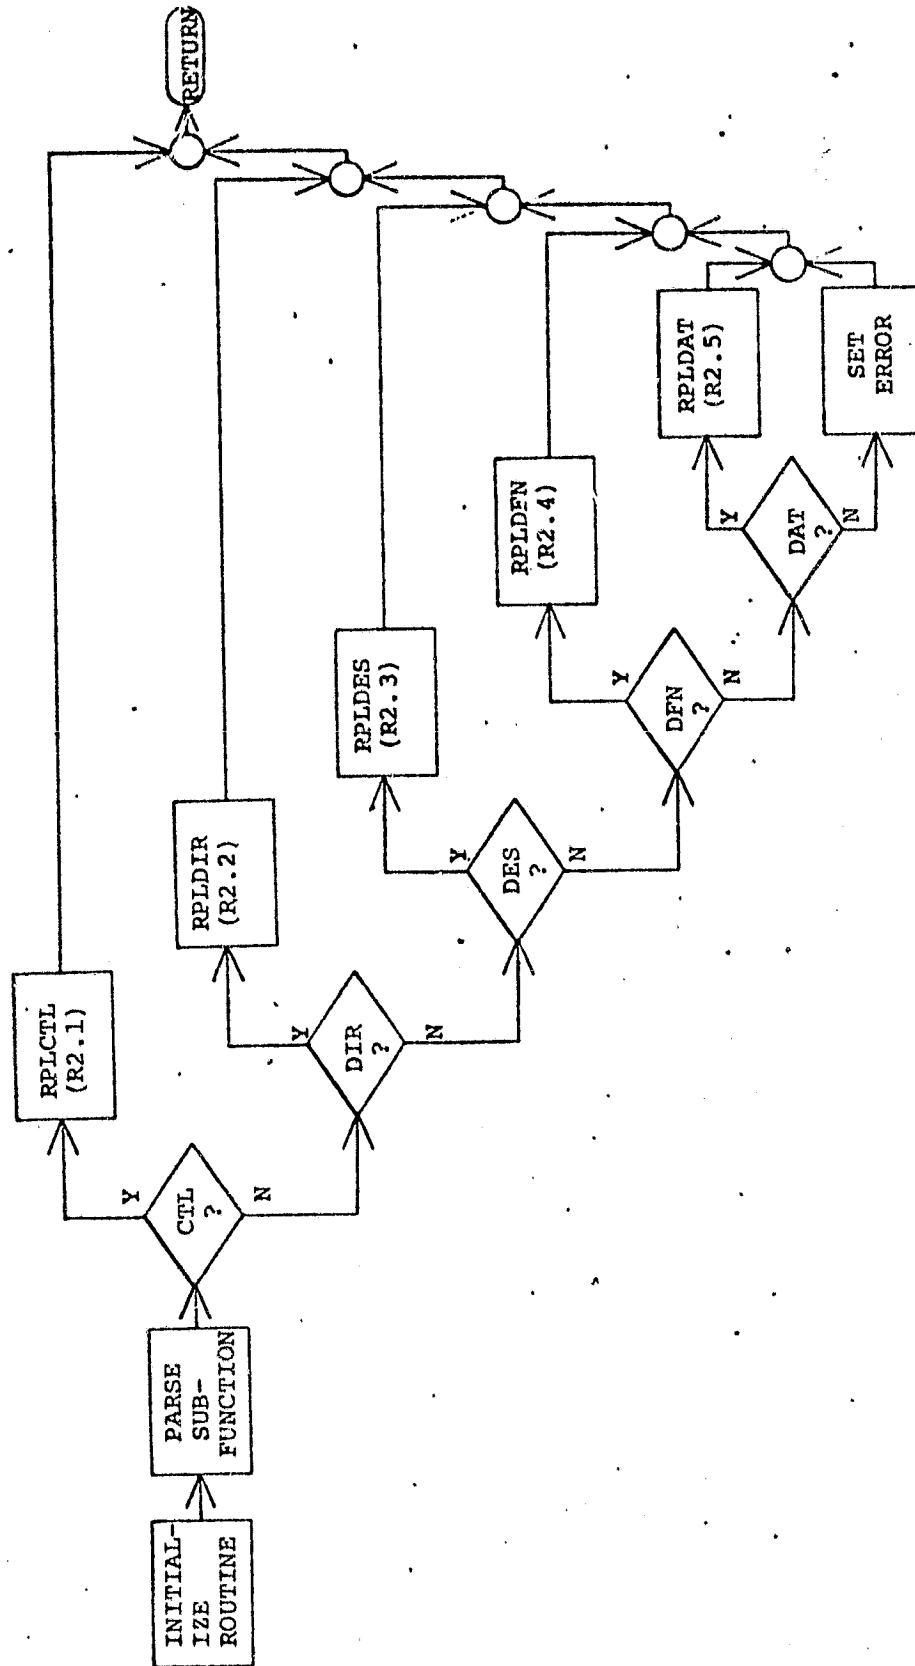 INITIAL-
IZE
ROUTINE
PARSE
SUB-
FUNCTION
CTL
?
Y
N
RPLCTL
(R2.1)
DIR
?
Y
N
RPLDIR
(R2.2)
DES
?
Y
N
RPLDES
(R2.3)
DFN
?
Y
N
RPLDFN
(R2.4)
DAT
?
Y
N
RPLDAT
(R2.5)
SET
ERROR
RETURN